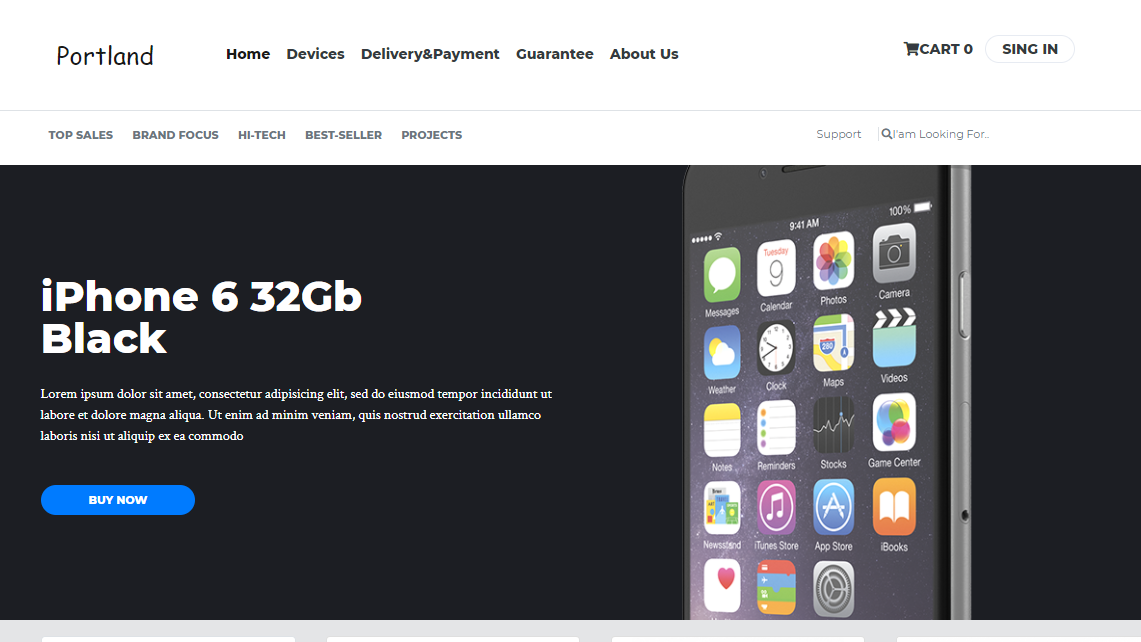 Portland
Home Devices Delivery&Payment Guarantee About Us
CART 0 SING IN
TOP SALES BRAND FOCUS HI-TECH BEST-SELLER PROJECTS
Support I'am Looking For..
iPhone 6 32Gb
Black
Lorem ipsum dolor sit amet, consectetur adipisicing elit, sed do eiusmod tempor incididunt ut
labore et dolore magna aliqua. Ut enim ad minim veniam, quis nostrud exercitation ullamco
laboris nisi ut aliquip ex ea commodo
BUY NOW
9:41 AM 100%
Tuesday
9
Messages Calendar Photos Camera
280
Weather Clock Maps Videos
Notes Reminders Stocks Game Center
Newsstand iTunes Store App Store iBooks